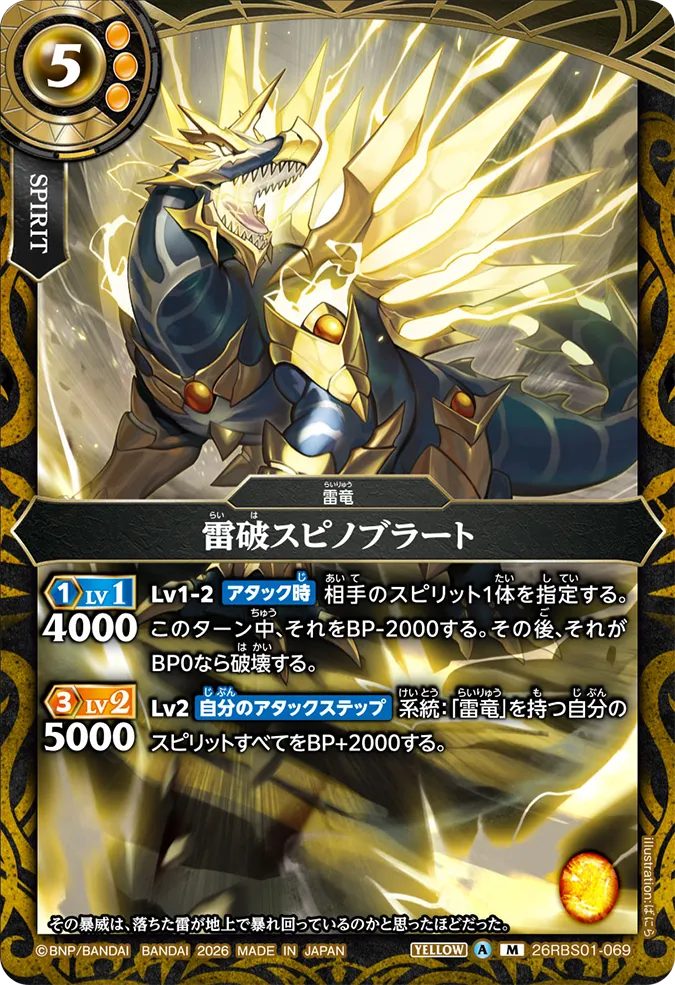 5
SPIRIT
雷竜
雷破スピノブラート
1 LV1 4000
Lv1-2 アタック時 相手のスピリット1体を指定する。
このターン中、それをBP-2000する。その後、それが
BP0なら破壊する。
3 LV2 5000
Lv2 自分のアタックステップ 系統:「雷竜」を持つ自分の
スピリットすべてをBP+2000する。
その暴威は、落ちた雷が地上で暴れ回っているのかと思ったほどだった。
illustration:ばにら
©BNP/BANDAI BANDAI 2026 MADE IN JAPAN YELLOW A M 26RBS01-069